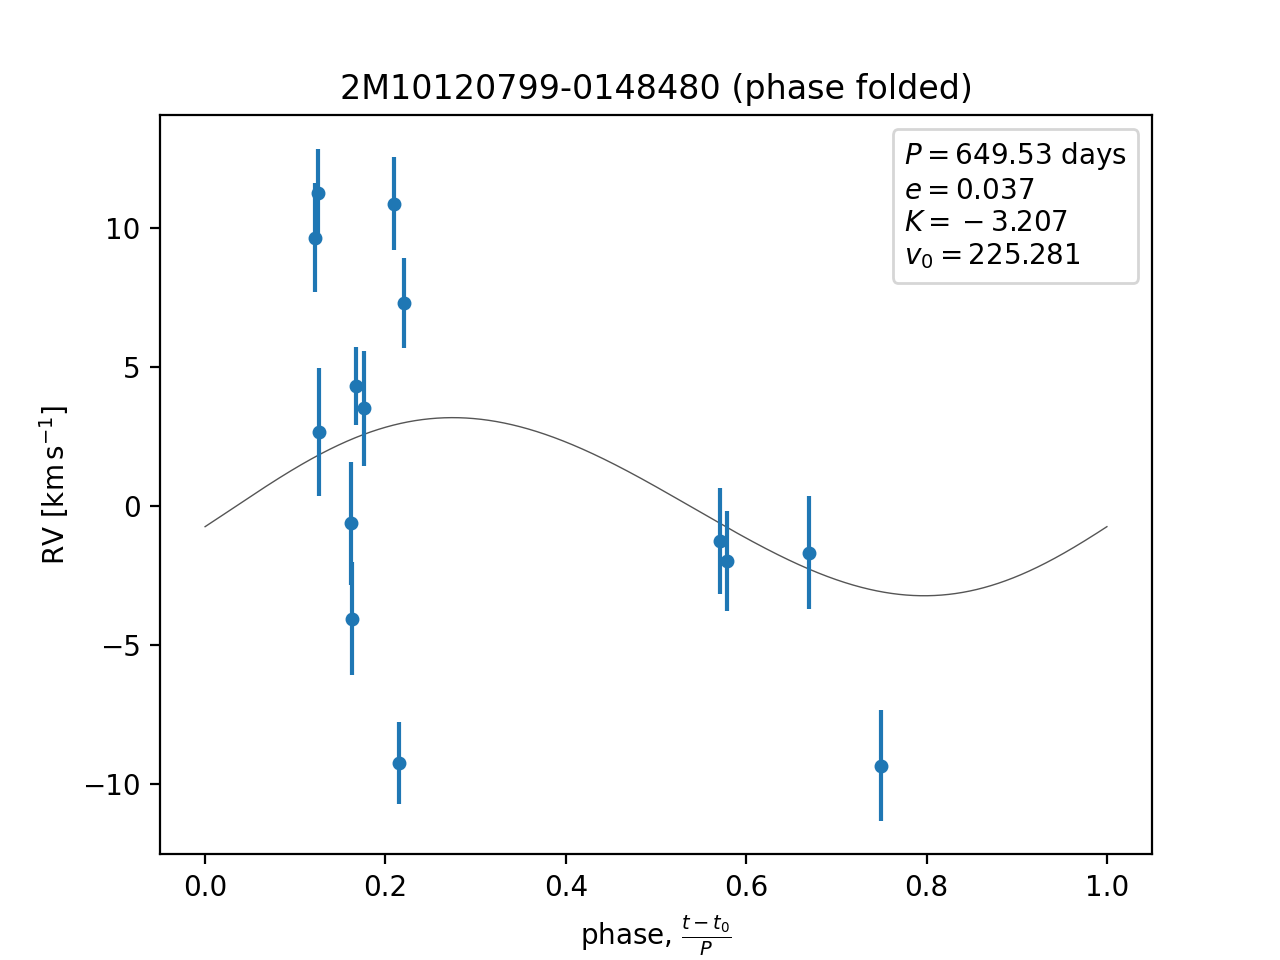 2M10120799-0148480 (phase folded)
P = 649.53 days
e = 0.037
K = −3.207
v₀ = 225.281
10
5
0
−5
−10
RV [km s⁻¹]
0.0 0.2 0.4 0.6 0.8 1.0
phase, (t − t₀)/P